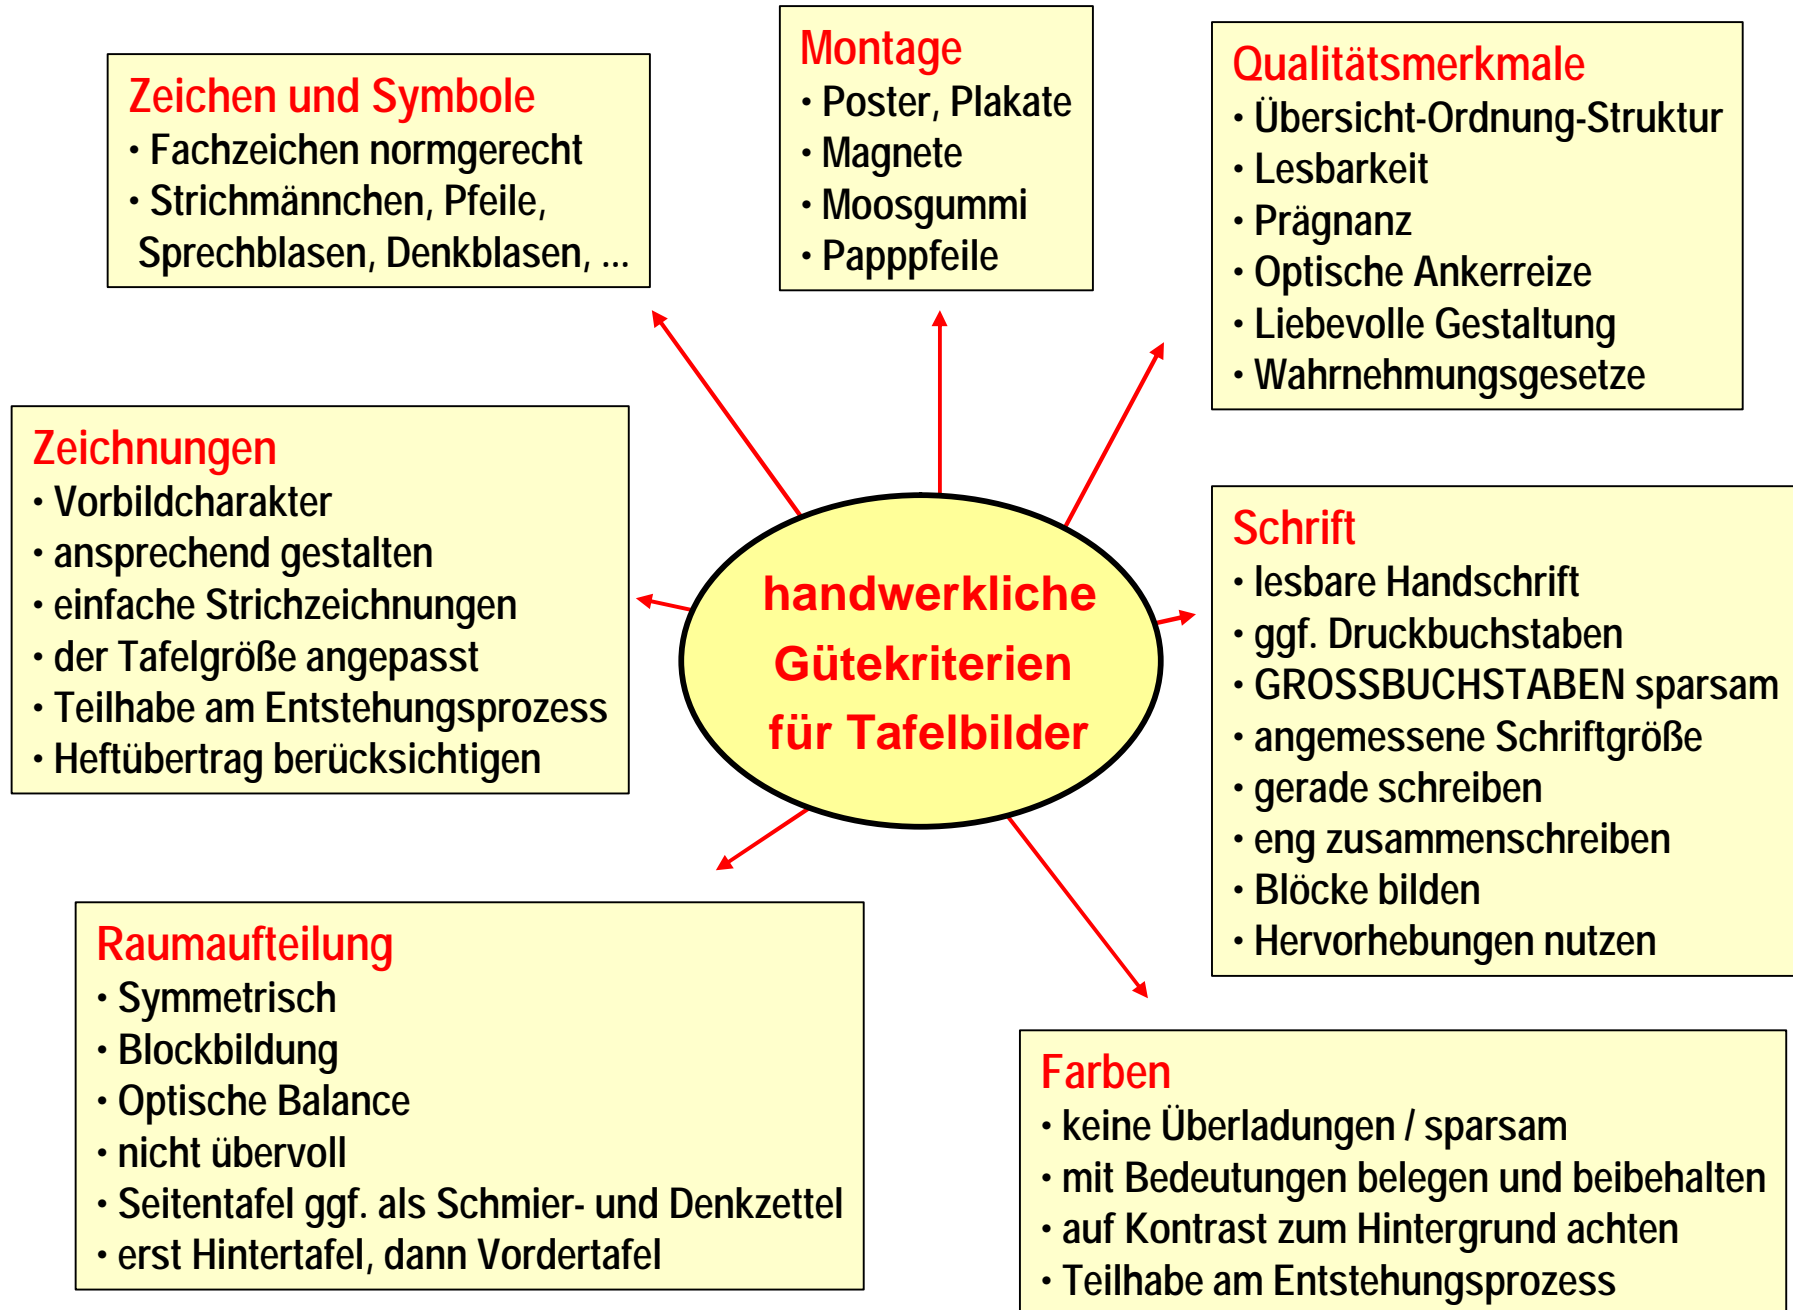 Zeichen und Symbole
• Fachzeichen normgerecht
• Strichmännchen, Pfeile,
Sprechblasen, Denkblasen, ...
Montage
• Poster, Plakate
• Magnete
• Moosgummi
• Papppfeile
Qualitätsmerkmale
• Übersicht-Ordnung-Struktur
• Lesbarkeit
• Prägnanz
• Optische Ankerreize
• Liebevolle Gestaltung
• Wahrnehmungsgesetze
Zeichnungen
• Vorbildcharakter
• ansprechend gestalten
• einfache Strichzeichnungen
• der Tafelgröße angepasst
• Teilhabe am Entstehungsprozess
• Heftübertrag berücksichtigen
handwerkliche
Gütekriterien
für Tafelbilder
Schrift
• lesbare Handschrift
• ggf. Druckbuchstaben
• GROSSBUCHSTABEN sparsam
• angemessene Schriftgröße
• gerade schreiben
• eng zusammenschreiben
• Blöcke bilden
• Hervorhebungen nutzen
Raumaufteilung
• Symmetrisch
• Blockbildung
• Optische Balance
• nicht übervoll
• Seitentafel ggf. als Schmier- und Denkzettel
• erst Hintertafel, dann Vordertafel
Farben
• keine Überladungen / sparsam
• mit Bedeutungen belegen und beibehalten
• auf Kontrast zum Hintergrund achten
• Teilhabe am Entstehungsprozess